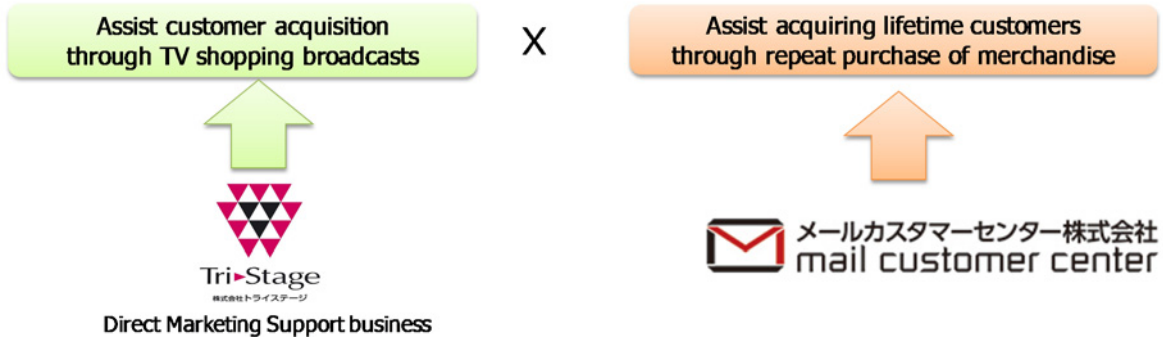 Assist customer acquisition
through TV shopping broadcasts
X
Assist acquiring lifetime customers
through repeat purchase of merchandise
Tri Stage
株式会社トライステージ
Direct Marketing Support business
メールカスタマーセンター株式会社
mail customer center